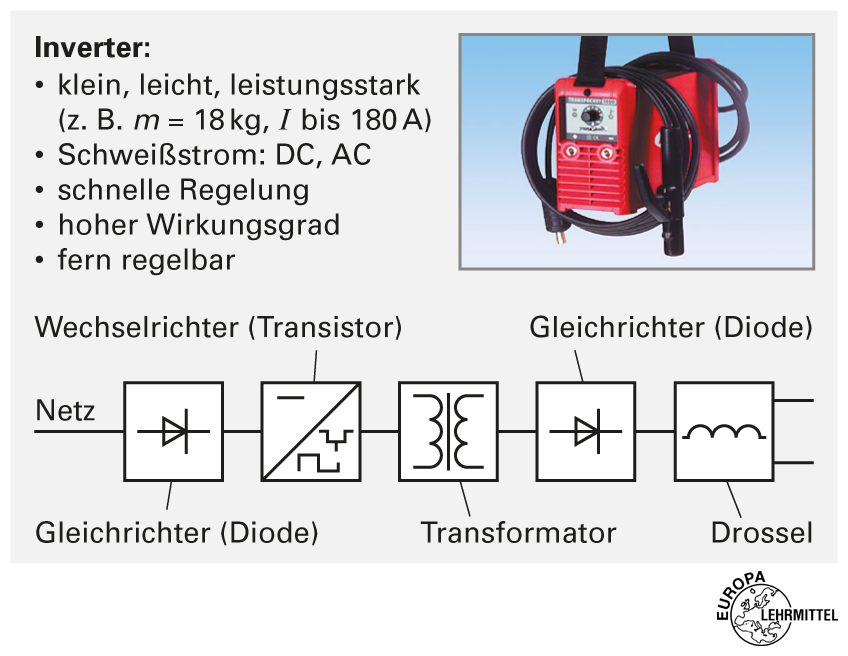 Inverter:
• klein, leicht, leistungsstark
(z. B. m = 18 kg, I bis 180 A)
• Schweißstrom: DC, AC
• schnelle Regelung
• hoher Wirkungsgrad
• fern regelbar
Wechselrichter (Transistor)
Gleichrichter (Diode)
Netz
Gleichrichter (Diode)
Transformator
Drossel
EUROPA
LEHRMITTEL